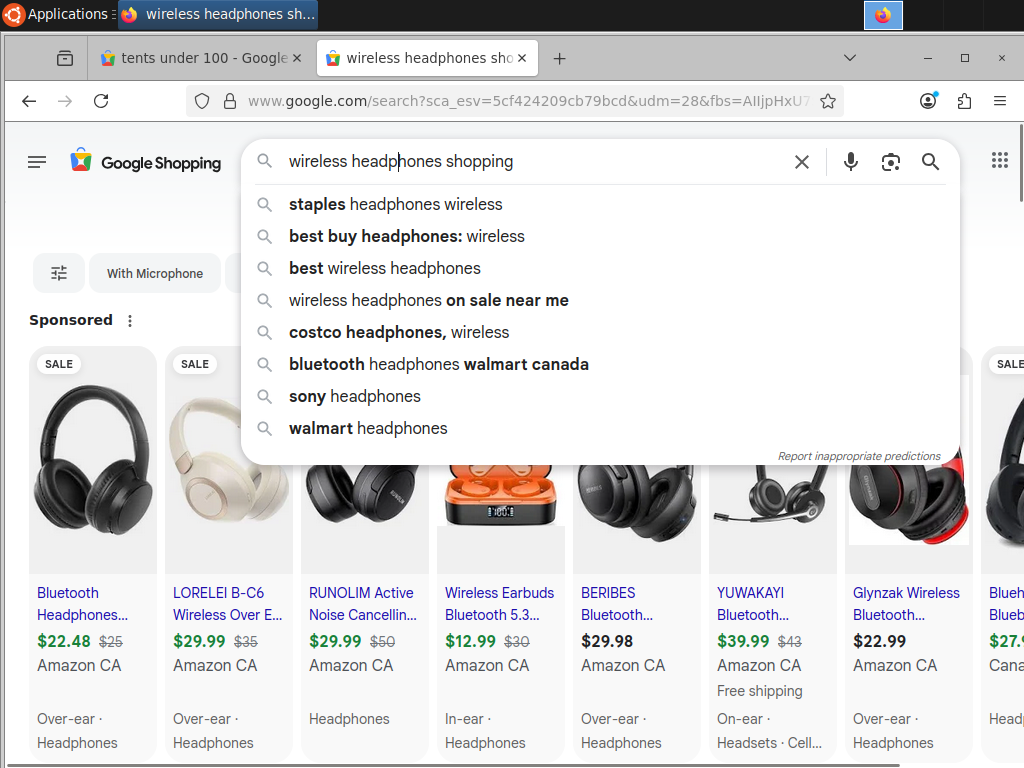 Applications
wireless headphones sh...
tents under 100 - Google
wireless headphones sho
www.google.com/search?sca_esv=5cf424209cb79bcd&udm=28&fbs=AIIjpHxU7
Google Shopping
wireless headphones shopping
staples headphones wireless
best buy headphones: wireless
best wireless headphones
wireless headphones on sale near me
costco headphones, wireless
bluetooth headphones walmart canada
sony headphones
walmart headphones
Report inappropriate predictions
With Microphone
Sponsored
SALE
SALE
SALE
RUNOLIM
BERIBES
Glynzak
Bluetooth
Headphones...
$22.48 $25
Amazon CA
Over-ear ·
Headphones
LORELEI B-C6
Wireless Over E...
$29.99 $35
Amazon CA
Over-ear ·
Headphones
RUNOLIM Active
Noise Cancellin...
$29.99 $50
Amazon CA
Headphones
Wireless Earbuds
Bluetooth 5.3...
$12.99 $30
Amazon CA
In-ear ·
Headphones
BERIBES
Bluetooth...
$29.98
Amazon CA
Over-ear ·
Headphones
YUWAKAYI
Bluetooth...
$39.99 $43
Amazon CA
Free shipping
On-ear ·
Headsets · Cell...
Glynzak Wireless
Bluetooth...
$22.99
Amazon CA
Over-ear ·
Headphones
Blueh
Blueb
$27.9
Cana
Head